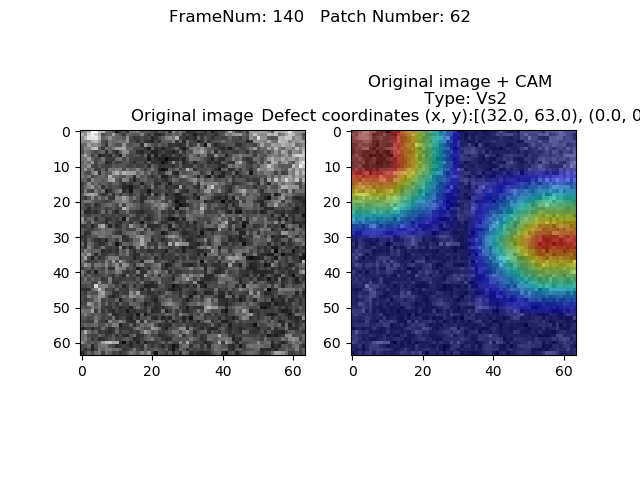 FrameNum: 140   Patch Number: 62
Original image + CAM
Type: Vs2
Original image
Defect coordinates (x, y):[(32.0, 63.0), (0.0, 0
0
10
20
30
40
50
60
0 20 40 60
0
10
20
30
40
50
60
0 20 40 60